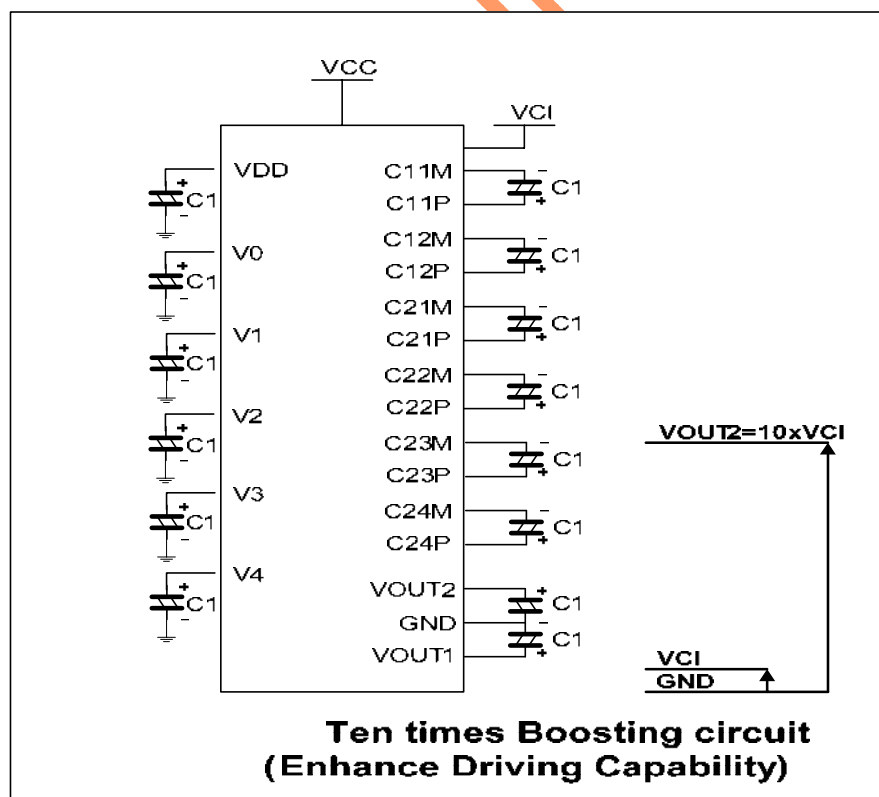 VCC
VCI
VDD
+
C1
-
V0
+
C1
-
V1
+
C1
-
V2
+
C1
-
V3
+
C1
-
V4
+
C1
-
C11M
-
C1
C11P
+
C12M
-
C1
C12P
+
C21M
-
C1
C21P
+
C22M
-
C1
C22P
+
C23M
-
C1
C23P
+
C24M
-
C1
C24P
+
VOUT2
+
C1
GND
-
C1
VOUT1
+
VOUT2=10xVCI
VCI
GND
Ten times Boosting circuit
(Enhance Driving Capability)